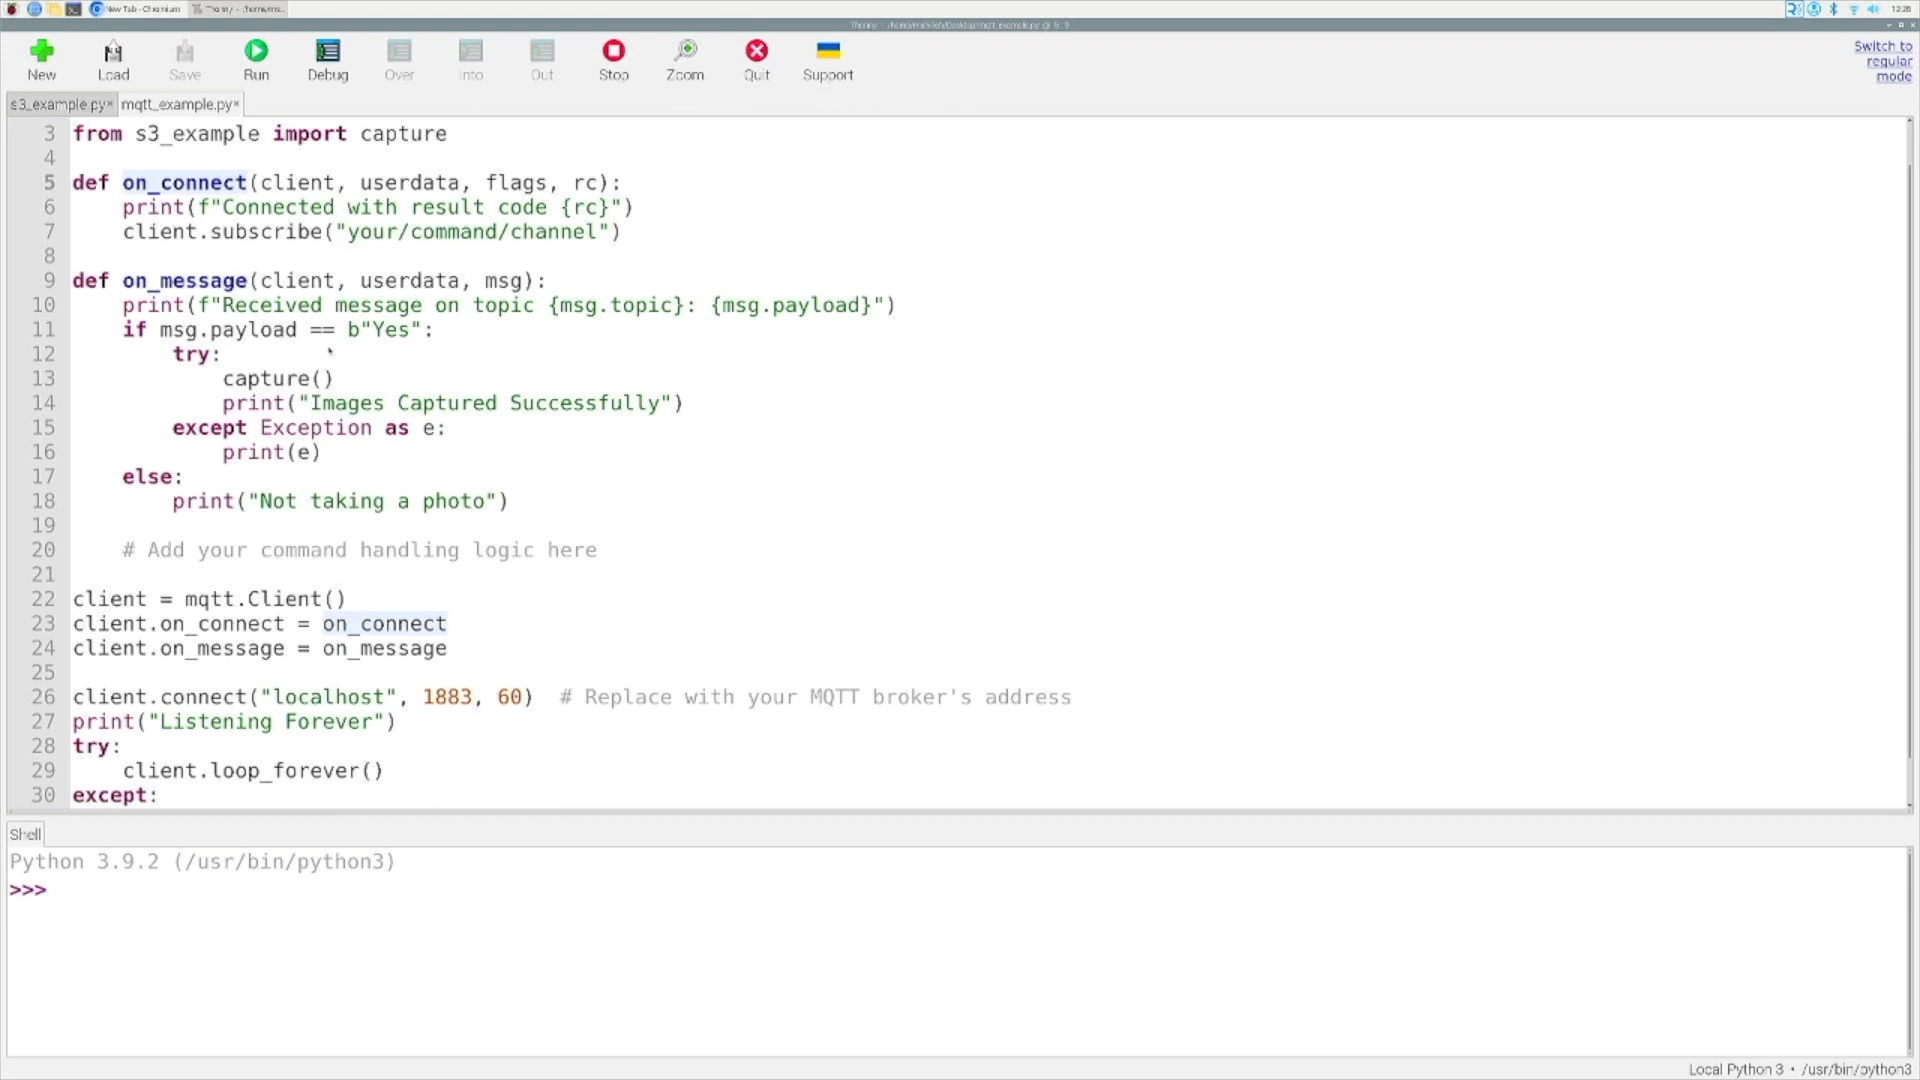 New Tab - Chromium
12:28
New
Load
Save
Run
Debug
Over
Into
Out
Stop
Zoom
Quit
Support
Switch to
regular
mode
s3_example.py×
mqtt_example.py×
3 from s3_example import capture
4
5 def on_connect(client, userdata, flags, rc):
6 print(f"Connected with result code {rc}")
7 client.subscribe("your/command/channel")
8
9 def on_message(client, userdata, msg):
10 print(f"Received message on topic {msg.topic}: {msg.payload}")
11 if msg.payload == b"Yes":
12 try:
13 capture()
14 print("Images Captured Successfully")
15 except Exception as e:
16 print(e)
17 else:
18 print("Not taking a photo")
19
20 # Add your command handling logic here
21
22 client = mqtt.Client()
23 client.on_connect = on_connect
24 client.on_message = on_message
25
26 client.connect("localhost", 1883, 60) # Replace with your MQTT broker's address
27 print("Listening Forever")
28 try:
29 client.loop_forever()
30 except:
Shell
Python 3.9.2 (/usr/bin/python3)
>>>
Local Python 3 • /usr/bin/python3